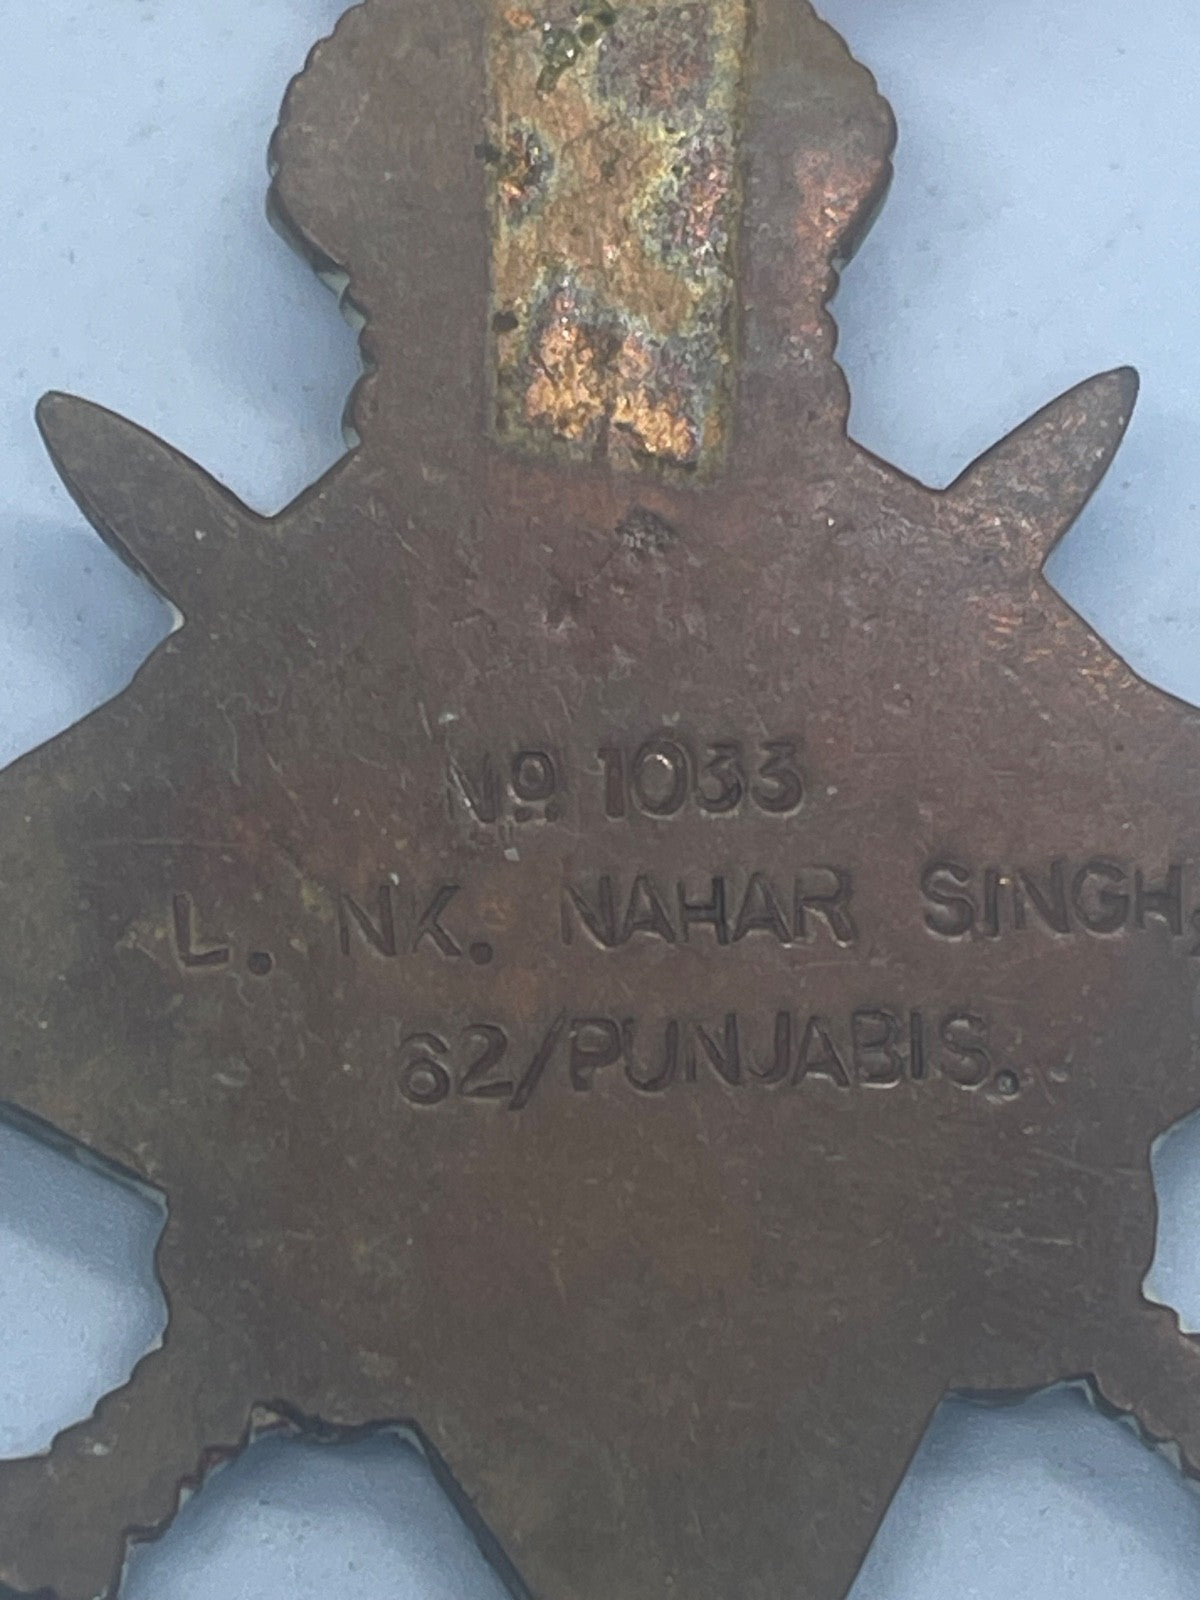 No. 1033
L. NK. NAHAR SINGH,
62/PUNJABIS.